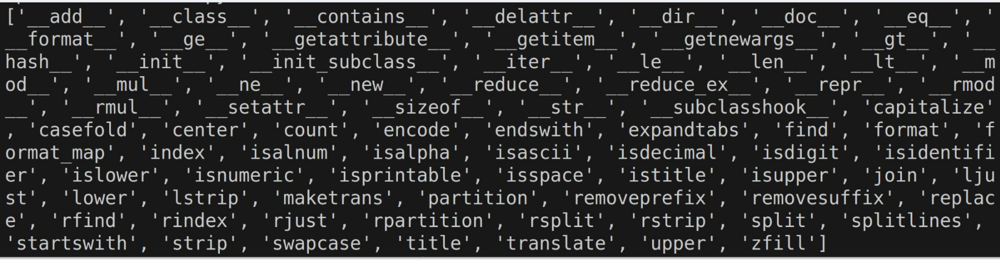 ['__add__', '__class__', '__contains__', '__delattr__', '__dir__', '__doc__', '__eq__', '
__format__', '__ge__', '__getattribute__', '__getitem__', '__getnewargs__', '__gt__', '__
hash__', '__init__', '__init_subclass__', '__iter__', '__le__', '__len__', '__lt__', '__m
od__', '__mul__', '__ne__', '__new__', '__reduce__', '__reduce_ex__', '__repr__', '__rmod
__', '__rmul__', '__setattr__', '__sizeof__', '__str__', '__subclasshook__', 'capitalize'
, 'casefold', 'center', 'count', 'encode', 'endswith', 'expandtabs', 'find', 'format', 'f
ormat_map', 'index', 'isalnum', 'isalpha', 'isascii', 'isdecimal', 'isdigit', 'isidentifi
er', 'islower', 'isnumeric', 'isprintable', 'isspace', 'istitle', 'isupper', 'join', 'lju
st', 'lower', 'lstrip', 'maketrans', 'partition', 'removeprefix', 'removesuffix', 'replac
e', 'rfind', 'rindex', 'rjust', 'rpartition', 'rsplit', 'rstrip', 'split', 'splitlines',
'startswith', 'strip', 'swapcase', 'title', 'translate', 'upper', 'zfill']